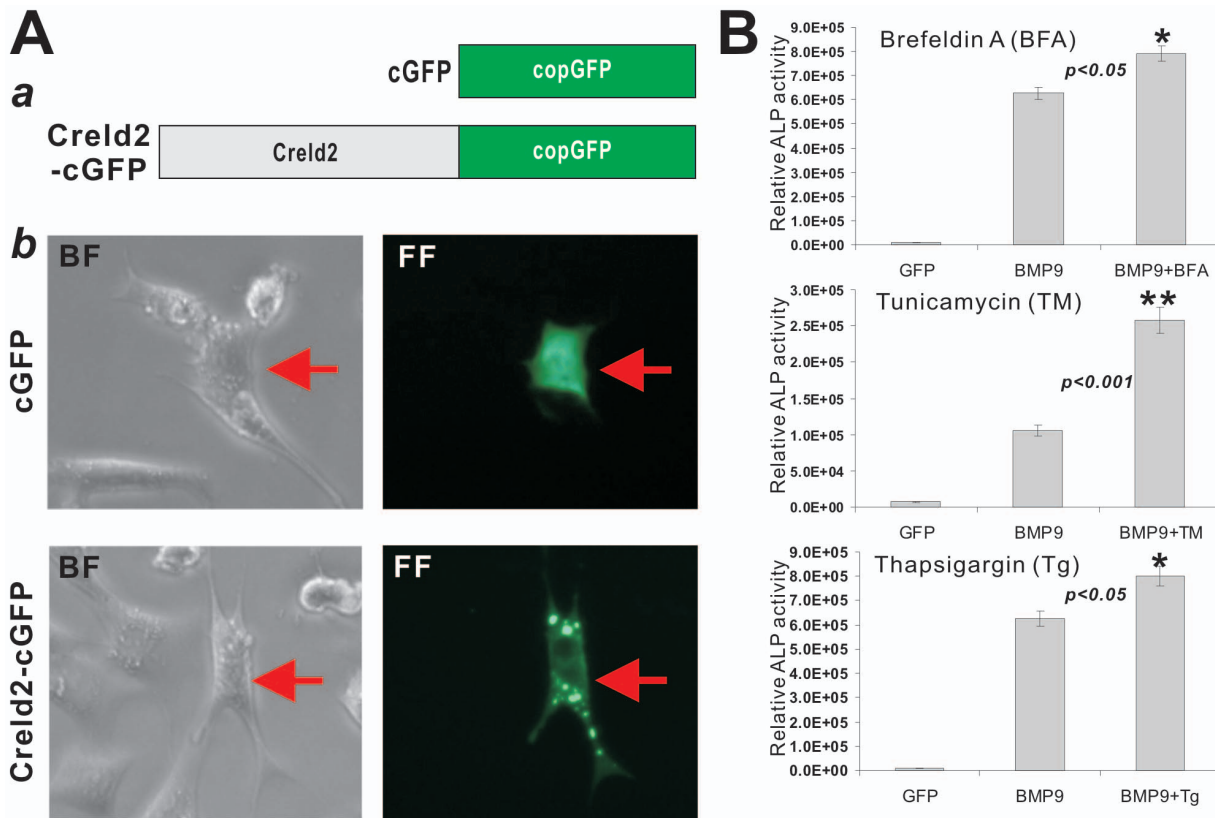 A
a
cGFP
copGFP
Creld2
-cGFP
Creld2
copGFP
b
cGFP
BF
FF
Creld2-cGFP
BF
FF
B
Brefeldin A (BFA)
Relative ALP activity
9.0E+05
8.0E+05
7.0E+05
6.0E+05
5.0E+05
4.0E+05
3.0E+05
2.0E+05
1.0E+05
0.0E+00
*
p<0.05
GFP
BMP9
BMP9+BFA
Tunicamycin (TM)
Relative ALP activity
3.0E+05
2.5E+05
2.0E+05
1.5E+05
1.0E+05
5.0E+04
0.0E+00
**
p<0.001
GFP
BMP9
BMP9+TM
Thapsigargin (Tg)
Relative ALP activity
9.0E+05
8.0E+05
7.0E+05
6.0E+05
5.0E+05
4.0E+05
3.0E+05
2.0E+05
1.0E+05
0.0E+00
*
p<0.05
GFP
BMP9
BMP9+Tg